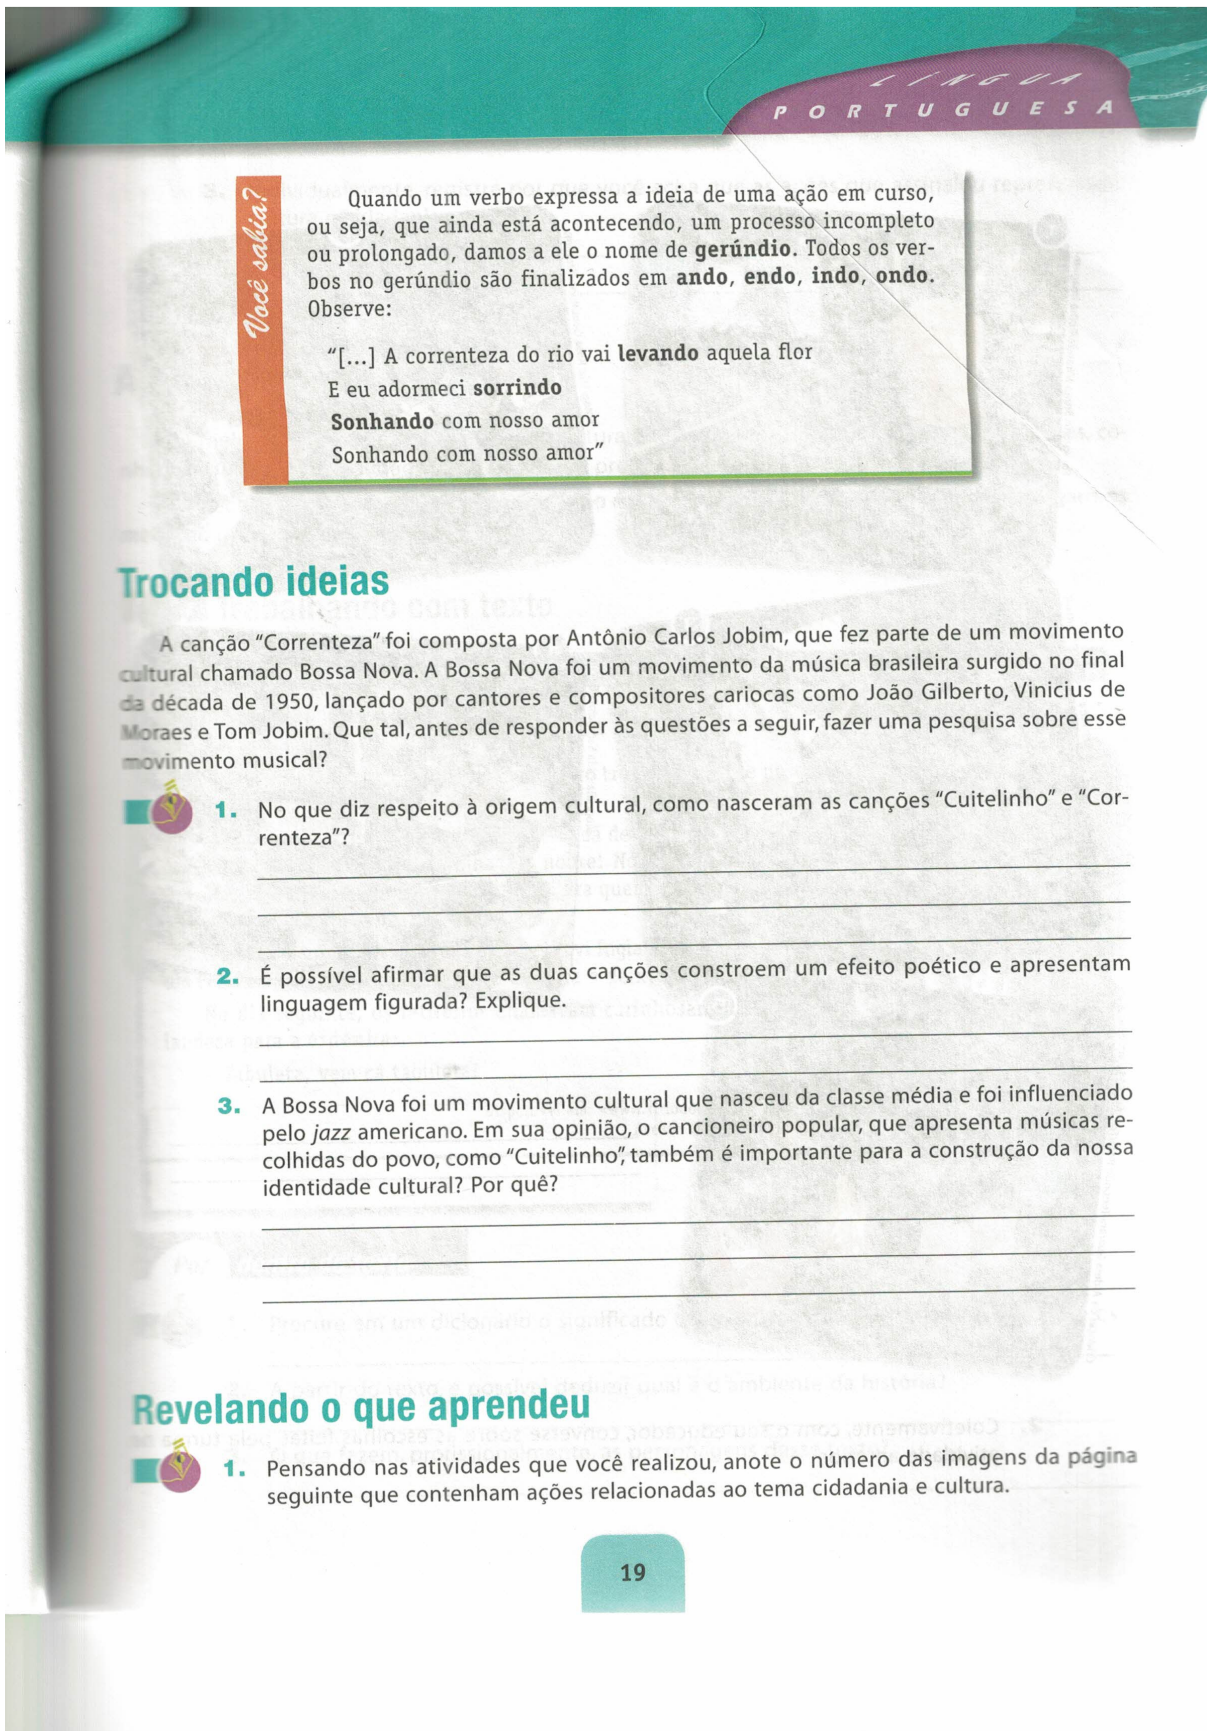 LÍNGUA
PORTUGUESA
Você sabia?
Quando um verbo expressa a ideia de uma ação em curso,
ou seja, que ainda está acontecendo, um processo incompleto
ou prolongado, damos a ele o nome de gerúndio. Todos os ver-
bos no gerúndio são finalizados em ando, endo, indo, ondo.
Observe:
"[...] A correnteza do rio vai levando aquela flor
E eu adormeci sorrindo
Sonhando com nosso amor
Sonhando com nosso amor"
Trocando ideias
A canção "Correnteza" foi composta por Antônio Carlos Jobim, que fez parte de um movimento
cultural chamado Bossa Nova. A Bossa Nova foi um movimento da música brasileira surgido no final
da década de 1950, lançado por cantores e compositores cariocas como João Gilberto, Vinicius de
Moraes e Tom Jobim. Que tal, antes de responder às questões a seguir, fazer uma pesquisa sobre esse
movimento musical?
1. No que diz respeito à origem cultural, como nasceram as canções "Cuitelinho" e "Cor-
renteza"?
2. É possível afirmar que as duas canções constroem um efeito poético e apresentam
linguagem figurada? Explique.
3. A Bossa Nova foi um movimento cultural que nasceu da classe média e foi influenciado
pelo jazz americano. Em sua opinião, o cancioneiro popular, que apresenta músicas re-
colhidas do povo, como "Cuitelinho", também é importante para a construção da nossa
identidade cultural? Por quê?
Revelando o que aprendeu
1. Pensando nas atividades que você realizou, anote o número das imagens da página
seguinte que contenham ações relacionadas ao tema cidadania e cultura.
19